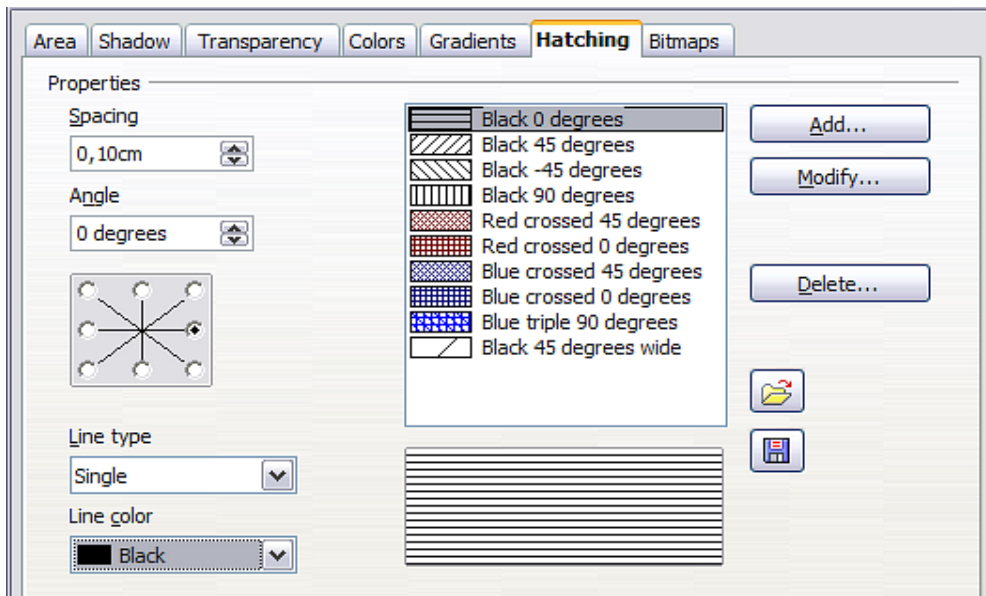 Area Shadow Transparency Colors Gradients Hatching Bitmaps
Properties
Spacing
0,10cm
Angle
0 degrees
Line type
Single
Line color
Black
Black 0 degrees
Black 45 degrees
Black -45 degrees
Black 90 degrees
Red crossed 45 degrees
Red crossed 0 degrees
Blue crossed 45 degrees
Blue crossed 0 degrees
Blue triple 90 degrees
Black 45 degrees wide
Add...
Modify...
Delete...